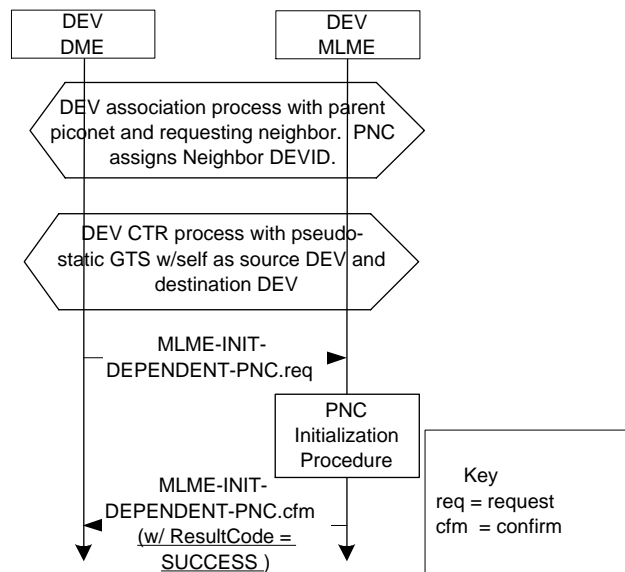 DEV
DME
DEV
MLME
DEV association process with parent
piconet and requesting neighbor. PNC
assigns Neighbor DEVID.
DEV CTR process with pseudo-
static GTS w/self as source DEV and
destination DEV
MLME-INIT-
DEPENDENT-PNC.req
PNC
Initialization
Procedure
MLME-INIT-
DEPENDENT-PNC.cfm
(w/ ResultCode =
SUCCESS )
Key
req = request
cfm = confirm